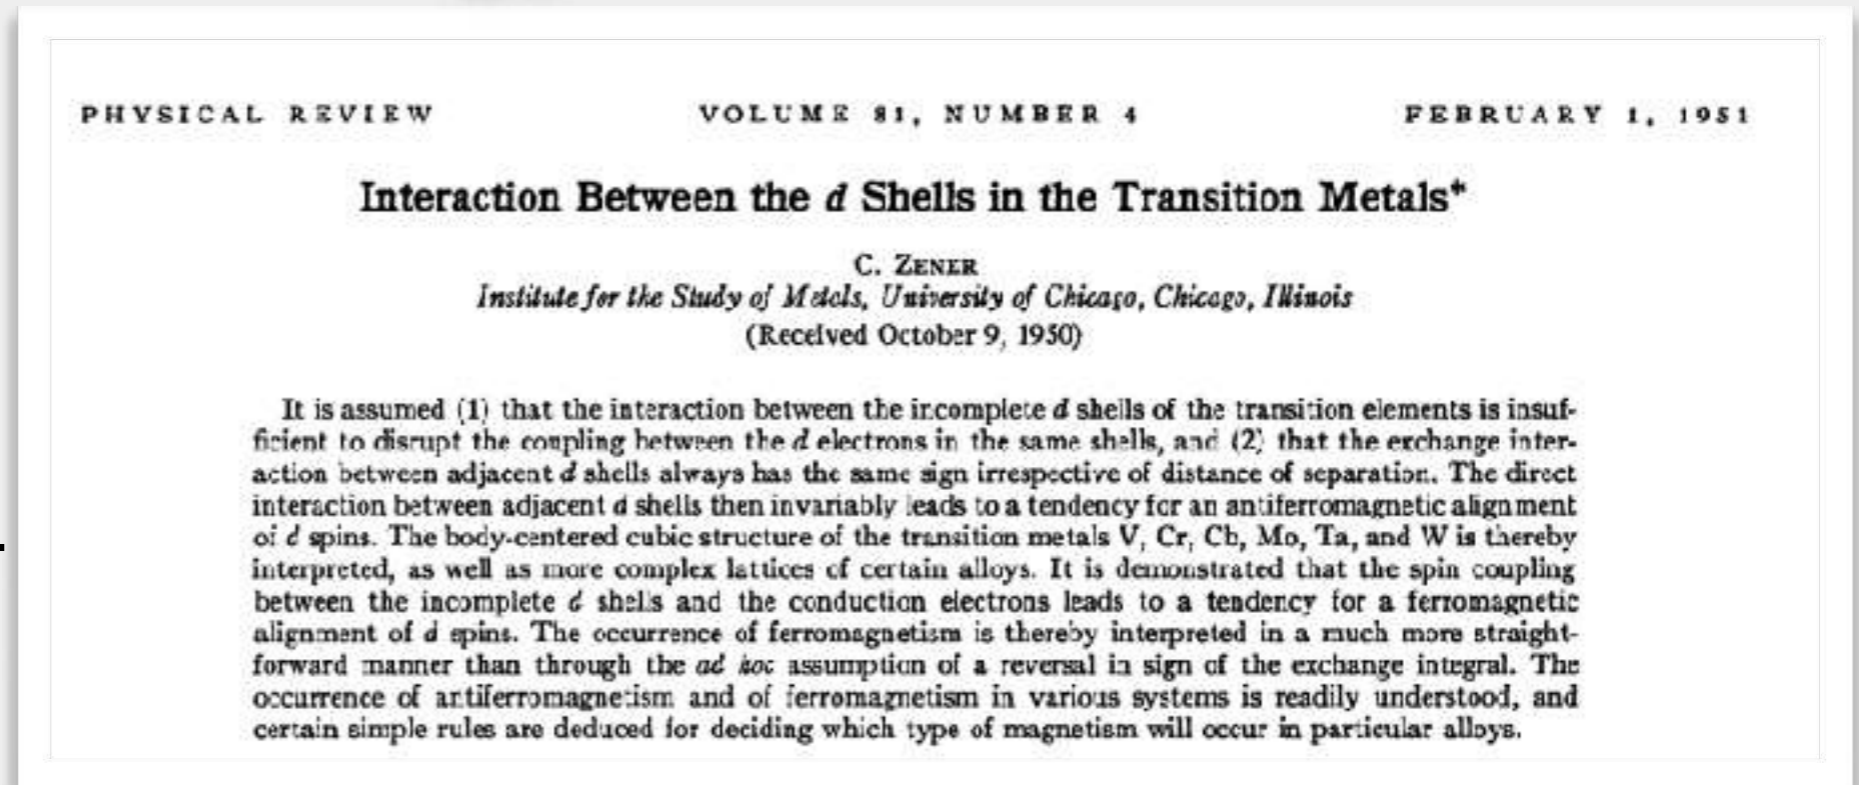 PHYSICAL REVIEW VOLUME 81, NUMBER 4 FEBRUARY 1, 1951
Interaction Between the d Shells in the Transition Metals*
C. ZENER
Institute for the Study of Metals, University of Chicago, Chicago, Illinois
(Received October 9, 1950)
It is assumed (1) that the interaction between the incomplete d shells of the transition elements is insuf-
ficient to disrupt the coupling between the d electrons in the same shells, and (2) that the exchange inter-
action between adjacent d shells always has the same sign irrespective of distance of separation. The direct
interaction between adjacent d shells then invariably leads to a tendency for an antiferromagnetic alignment
of d spins. The body-centered cubic structure of the transition metals V, Cr, Cb, Mo, Ta, and W is thereby
interpreted, as well as more complex lattices of certain alloys. It is demonstrated that the spin coupling
between the incomplete d shells and the conduction electrons leads to a tendency for a ferromagnetic
alignment of d spins. The occurrence of ferromagnetism is thereby interpreted in a much more straight-
forward manner than through the ad hoc assumption of a reversal in sign of the exchange integral. The
occurrence of antiferromagnetism and of ferromagnetism in various systems is readily understood, and
certain simple rules are deduced for deciding which type of magnetism will occur in particular alloys.